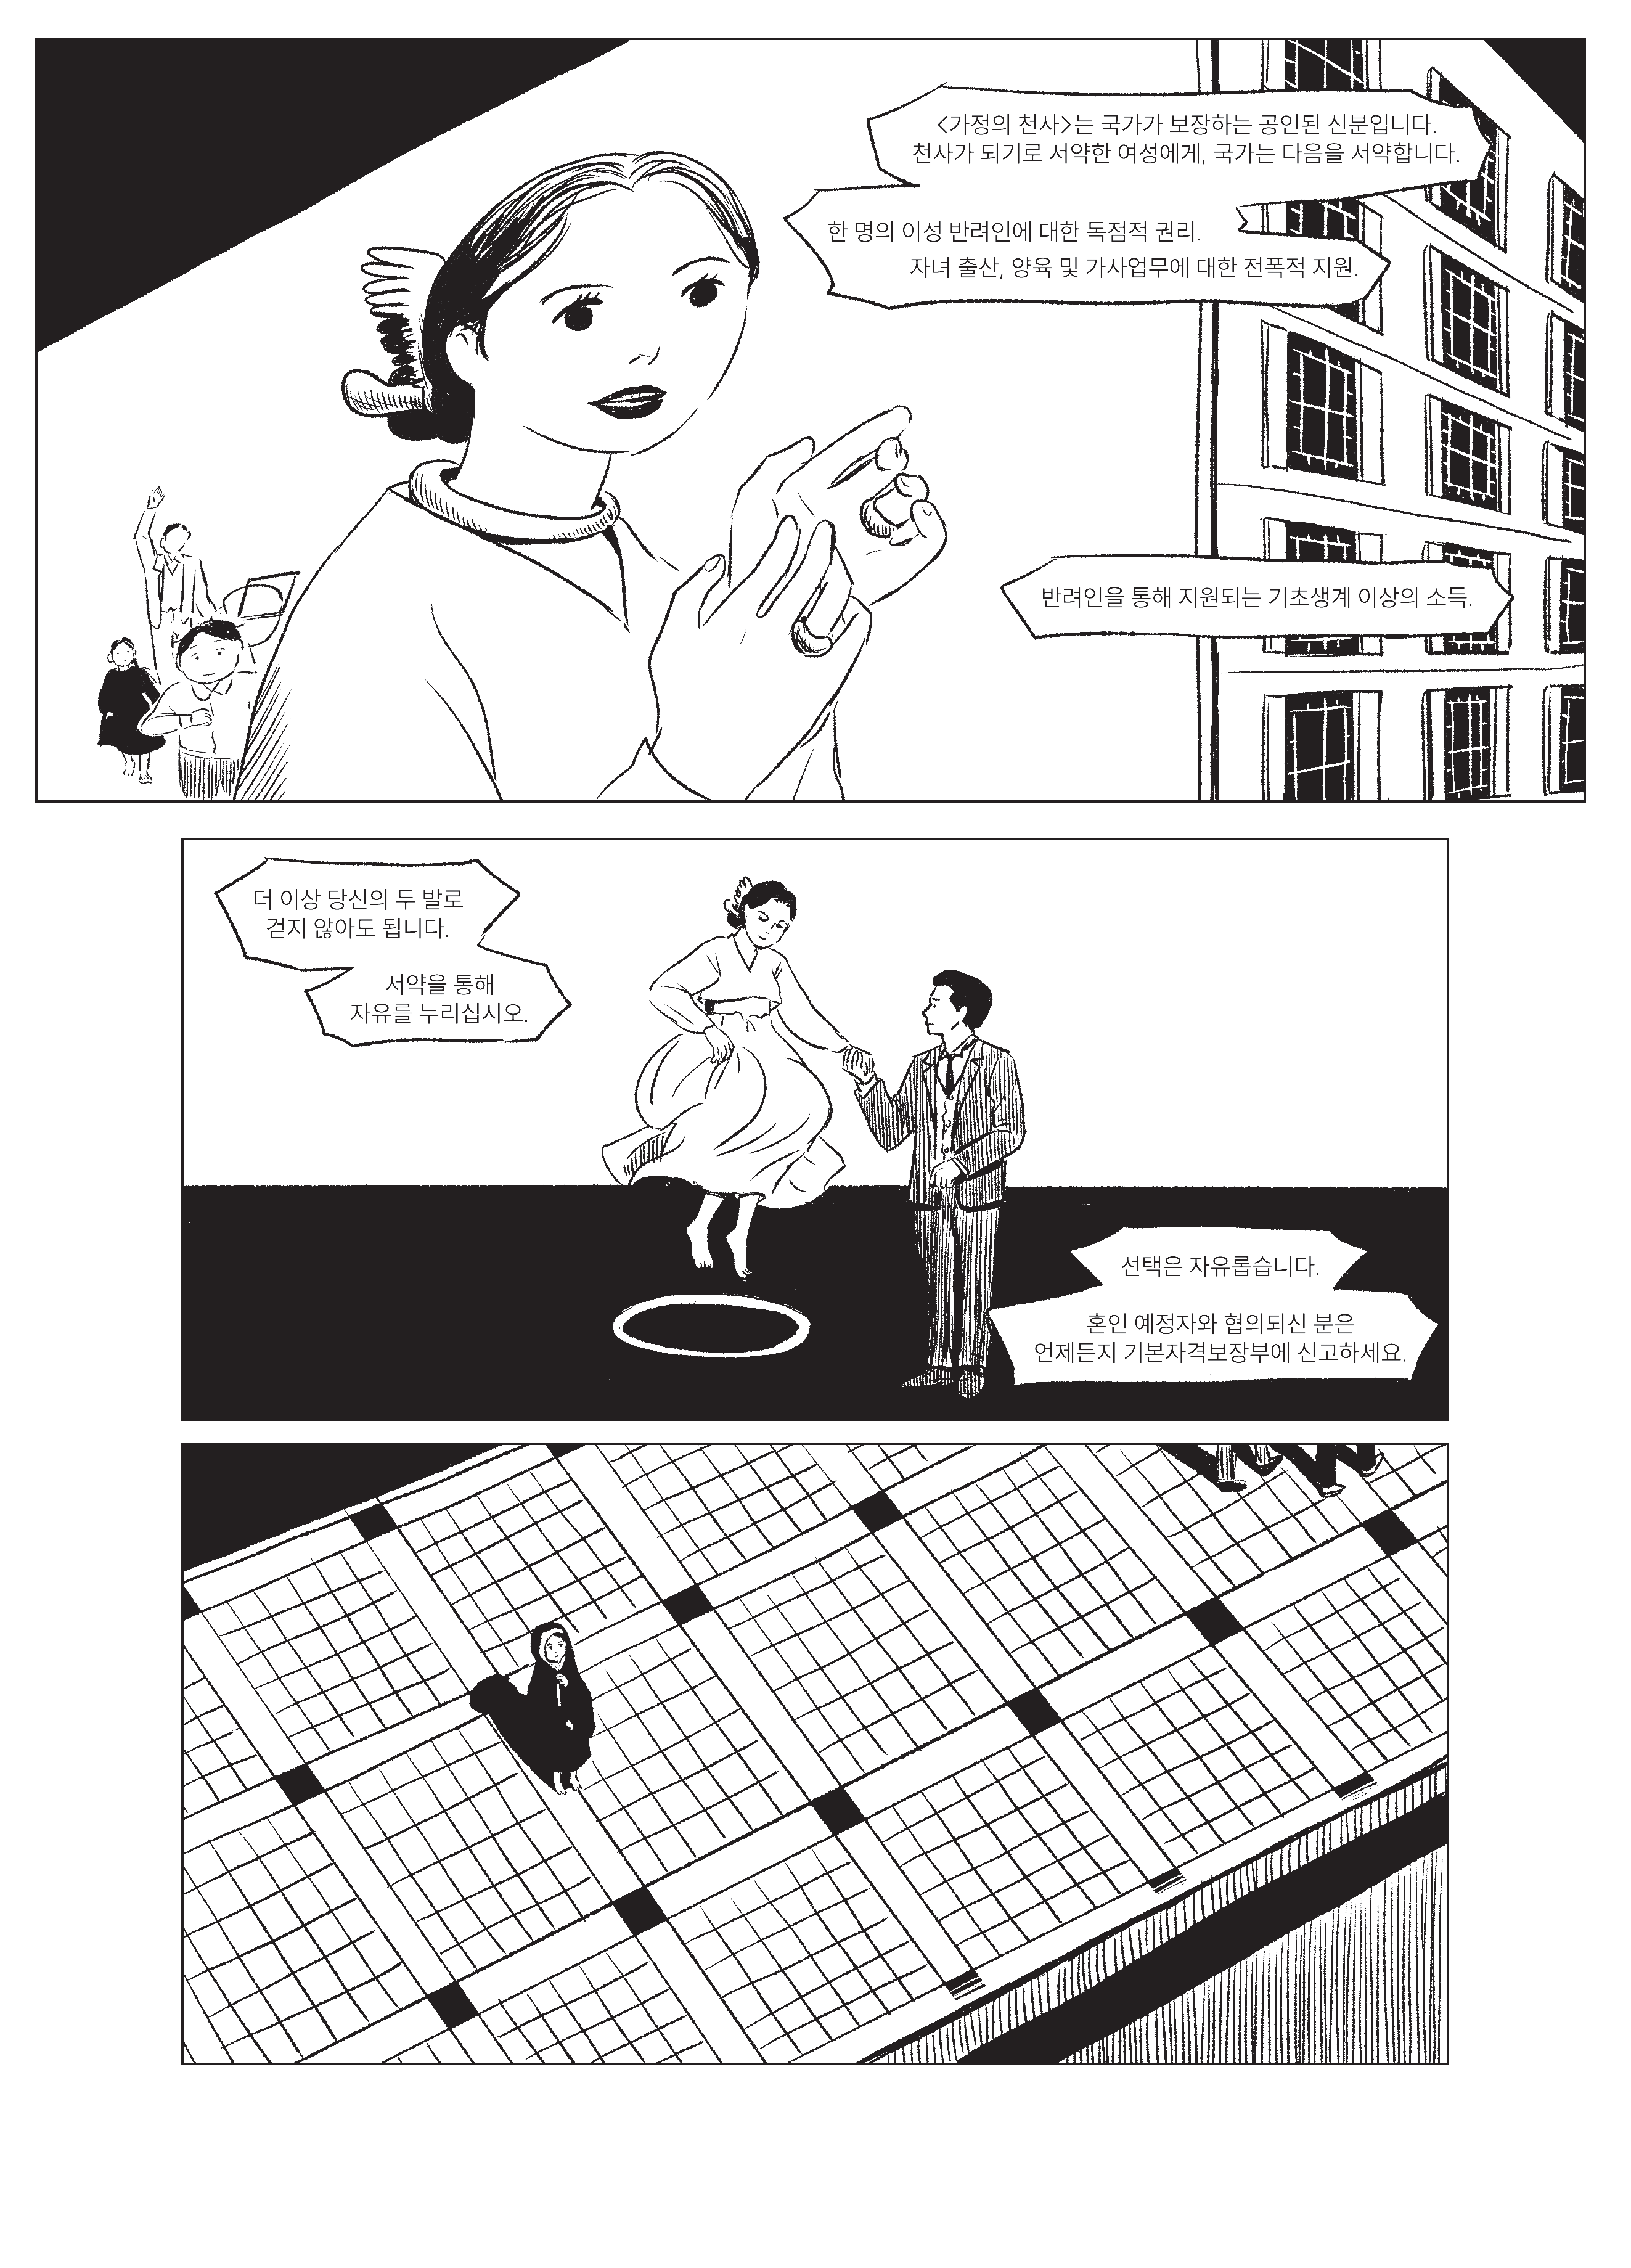 <가정의 천사>는 국가가 보장하는 공인된 신분입니다.
천사가 되기로 서약한 여성에게, 국가는 다음을 서약합니다.
한 명의 이성 반려인에 대한 독점적 권리.
자녀 출산, 양육 및 가사업무에 대한 전폭적 지원.
반려인을 통해 지원되는 기초생계 이상의 소득.
더 이상 당신의 두 발로
걷지 않아도 됩니다.
서약을 통해
자유를 누리십시오.
선택은 자유롭습니다.
혼인 예정자와 협의되신 분은
언제든지 기본자격보장부에 신고하세요.